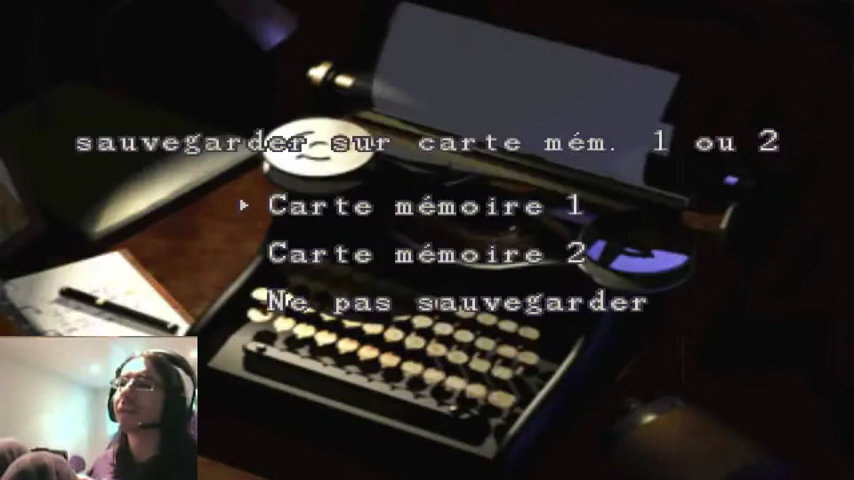 sauvegarder sur carte mém. 1 ou 2
Carte mémoire 1
Carte mémoire 2
Ne pas sauvegarder